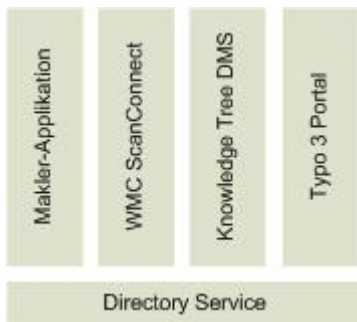 Makler-Applikation
WMC ScanConnect
Knowledge Tree DMS
Typo 3 Portal
Directory Service